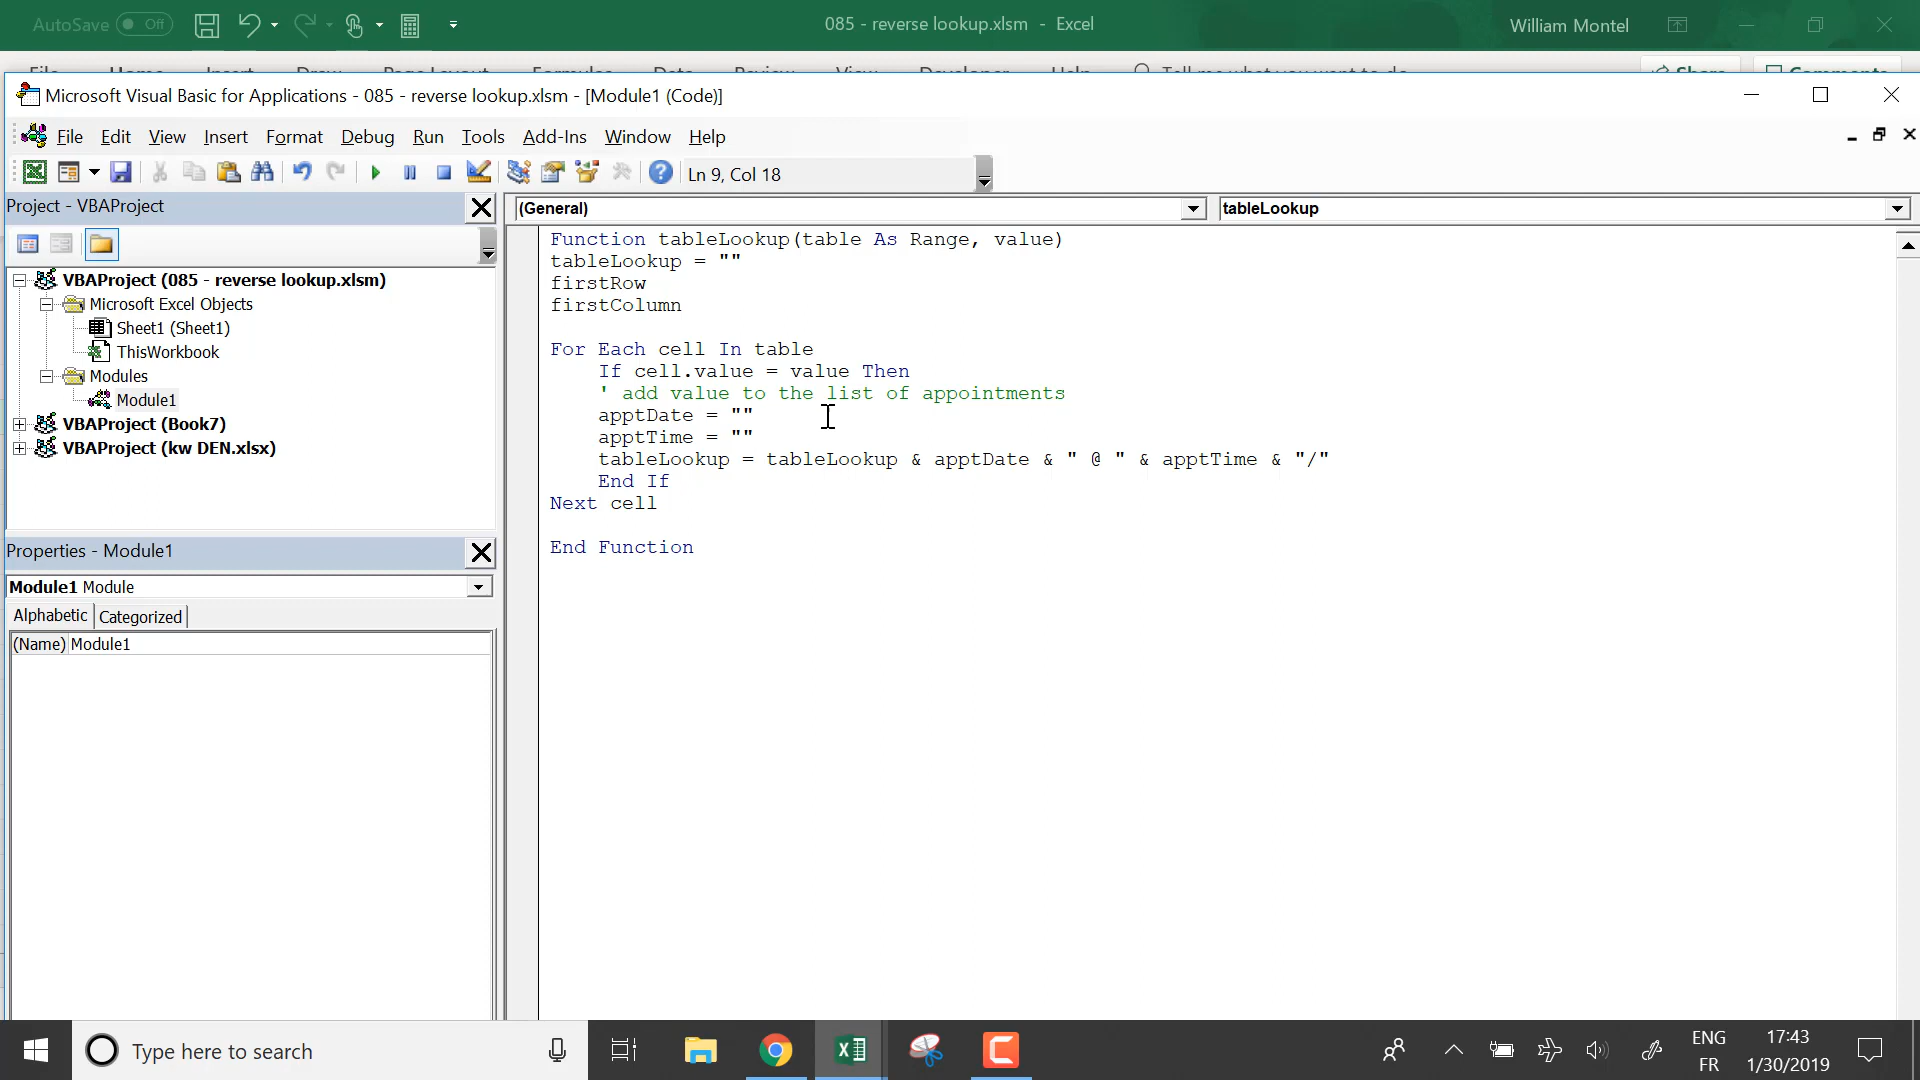 AutoSave Off
085 - reverse lookup.xlsm - Excel
William Montel
Microsoft Visual Basic for Applications - 085 - reverse lookup.xlsm - [Module1 (Code)]
File Edit View Insert Format Debug Run Tools Add-Ins Window Help
Ln 9, Col 18
Project - VBAProject
(General)
tableLookup
VBAProject (085 - reverse lookup.xlsm)
Microsoft Excel Objects
Sheet1 (Sheet1)
ThisWorkbook
Modules
Module1
VBAProject (Book7)
VBAProject (kw DEN.xlsx)
Properties - Module1
Module1 Module
Alphabetic Categorized
(Name) Module1
Function tableLookup(table As Range, value)
tableLookup = ""
firstRow
firstColumn
For Each cell In table
If cell.value = value Then
' add value to the list of appointments
apptDate = ""
apptTime = ""
tableLookup = tableLookup & apptDate & " @ " & apptTime & "/"
End If
Next cell
End Function
Type here to search
ENG
FR
17:43
1/30/2019